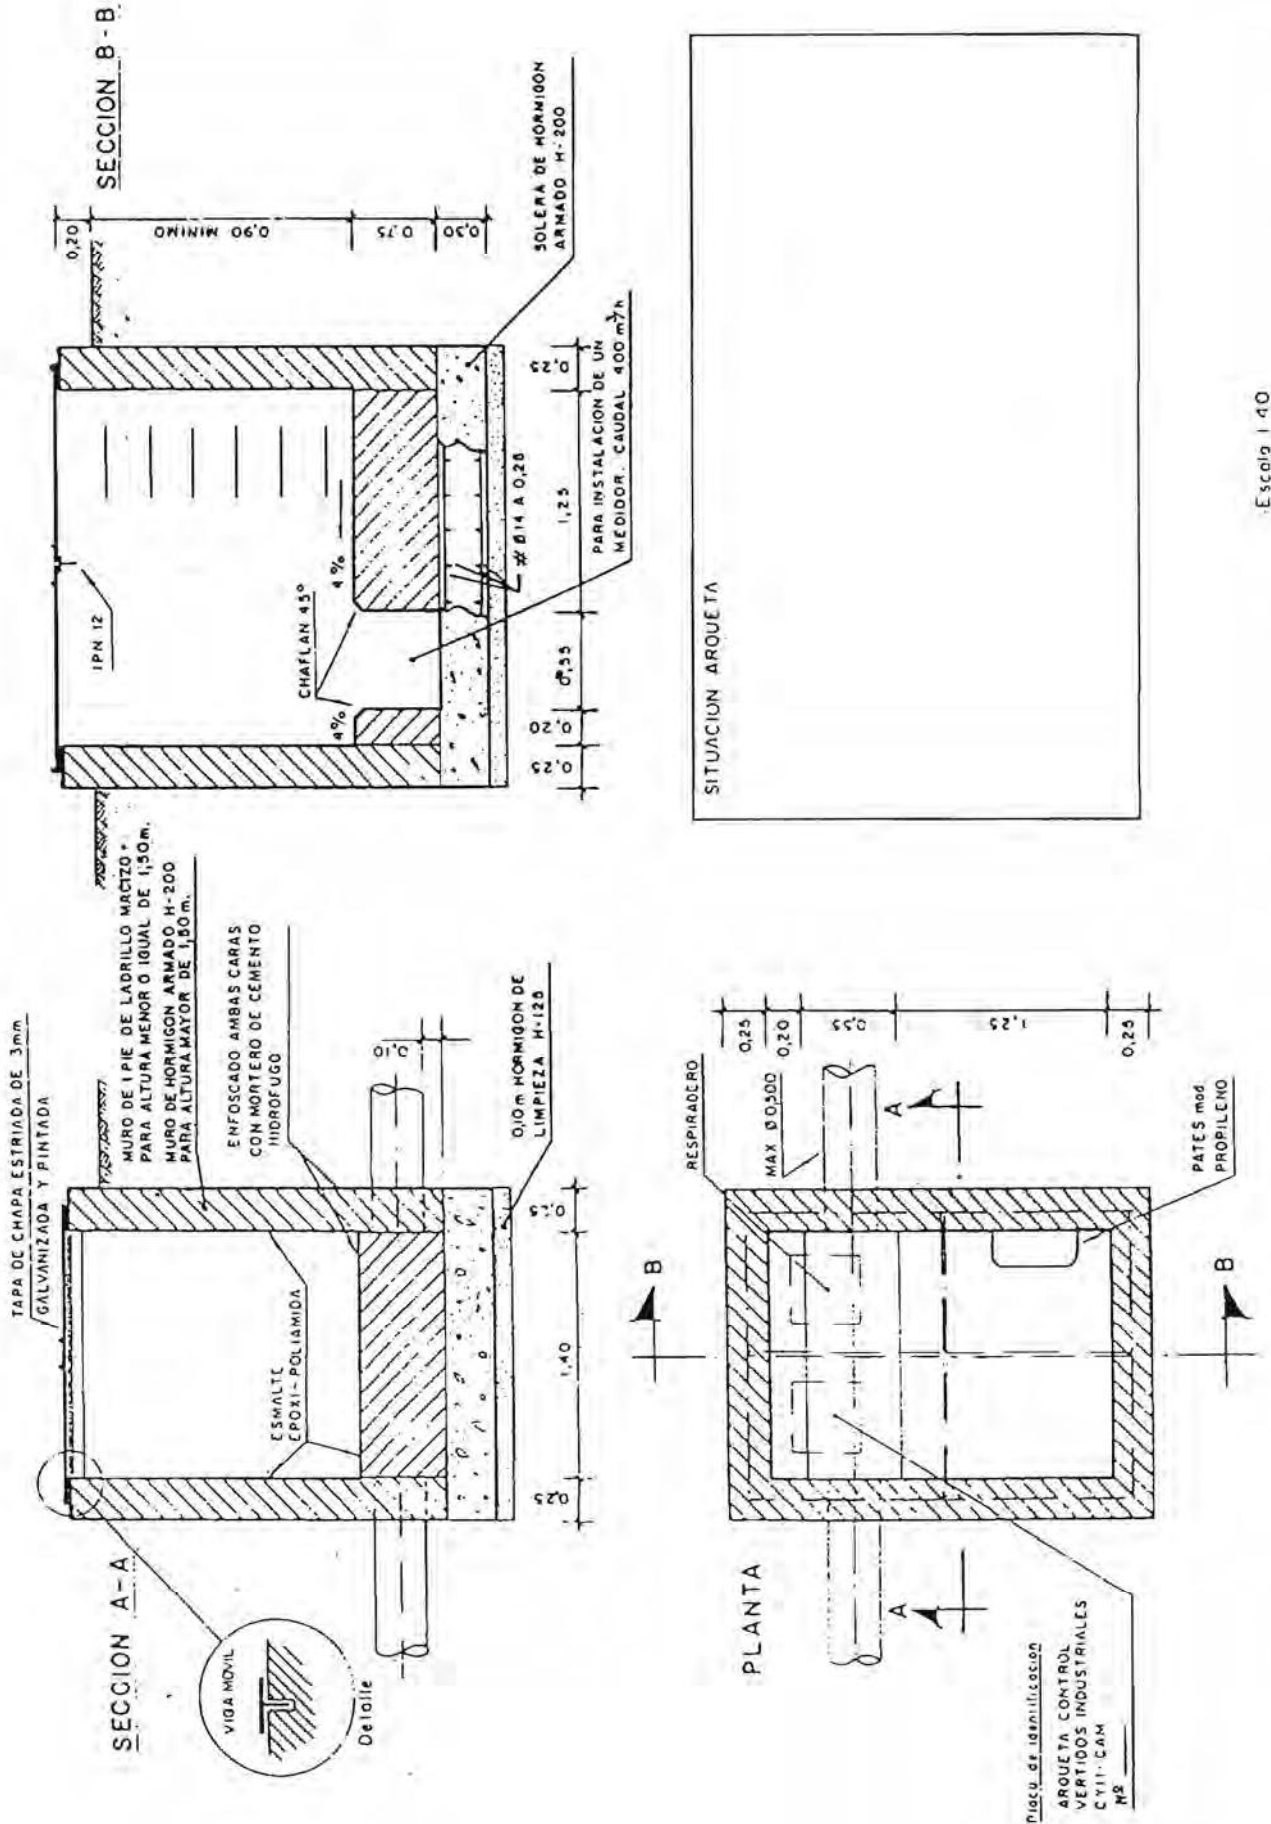 SECCION A-A
TAPA DE CHAPA ESTRIADA DE 3mm
GALVANIZADA Y PINTADA
MURO DE 1 PIE DE LADRILLO MACIZO
PARA ALTURA MENOR O IGUAL DE 1,50m.
MURO DE HORMIGON ARMADO H-200
PARA ALTURA MAYOR DE 1,50m.
ENFOSCADO AMBAS CARAS
CON MORTERO DE CEMENTO
HIDROFUGO
ESMALTE
EPOXI-POLIAMIDA
VIGA MOVIL
Detalle
0,10
0,10m HORMIGON DE
LIMPIEZA H-125
0,25
1,40
0,25
SECCION B-B
IPN 12
0,20
0,90 MINIMO
0,75
0,30
CHAFLAN 45º
4%
4%
SOLERA DE HORMIGON
ARMADO H-200
# Ø14 A 0,25
0,25
0,20
0,55
1,25
0,25
PARA INSTALACION DE UN
MEDIDOR. CAUDAL 400 m³/h
PLANTA
RESPIRADERO
MAX Ø0,500
0,25
0,20
0,55
1,25
0,25
A
A
B
B
PATES mod.
PROPILENO
Placa de identificacion
ARQUETA CONTROL
VERTIDOS INDUSTRIALES
CYII-CAM
Nº
SITUACION ARQUETA
Escala 1 40